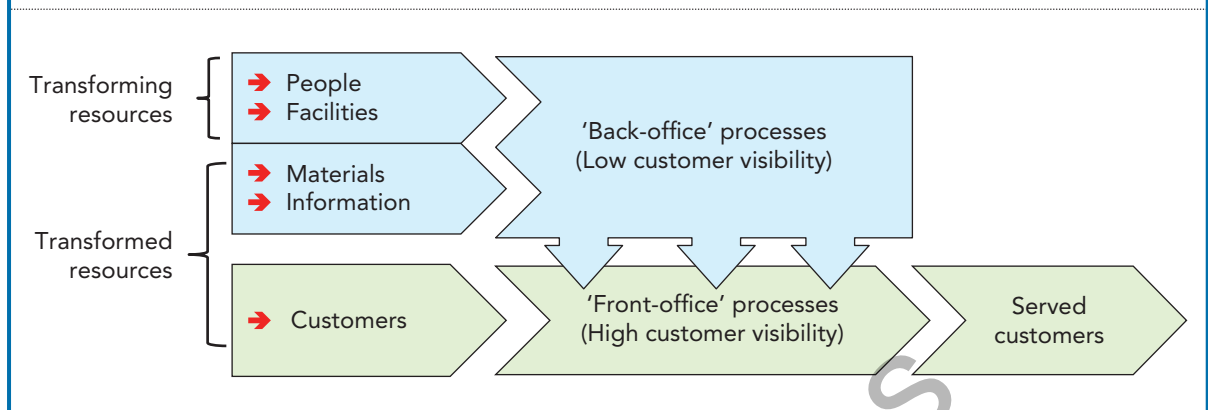 Transforming
resources
People
Facilities
Materials
Information
Transformed
resources
Customers
'Back-office' processes
(Low customer visibility)
'Front-office' processes
(High customer visibility)
Served
customers
S